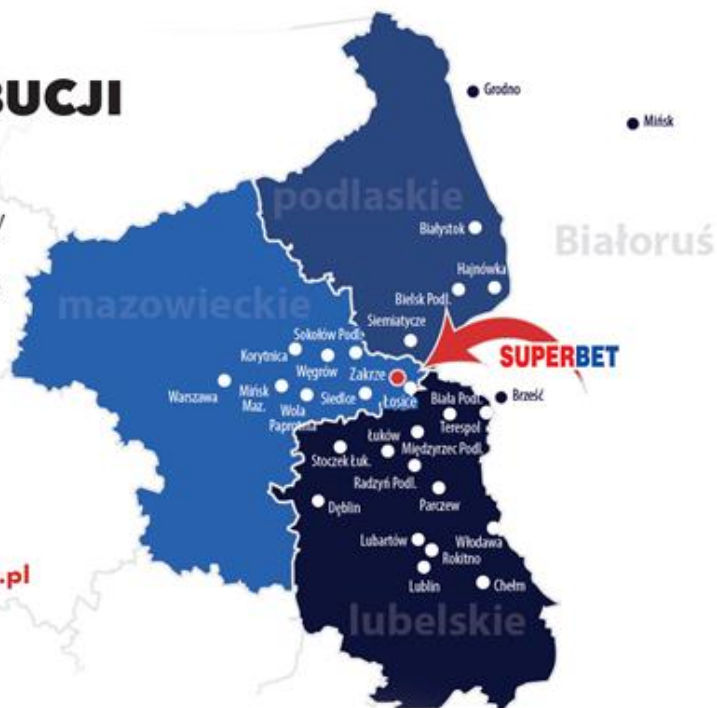 BUCJI
Grodno
Mińsk
podlaskie
Białystok
Białoruś
Hajnówka
Bielsk Podl.
mazowieckie
Siemiatycze
Sokołów Podl.
Korytnica
SUPERBET
Węgrów
Zakrze
Warszawa
Mińsk
Maz.
Wola
Paprotnia
Siedlce
Łosice
Biała Podl.
Brześć
Terespol
Łuków
Międzyrzec Podl.
Stoczek Łuk.
Radzyń Podl.
Parczew
Dęblin
Lubartów
Włodawa
Rokitno
.pl
Lublin
Chełm
lubelskie